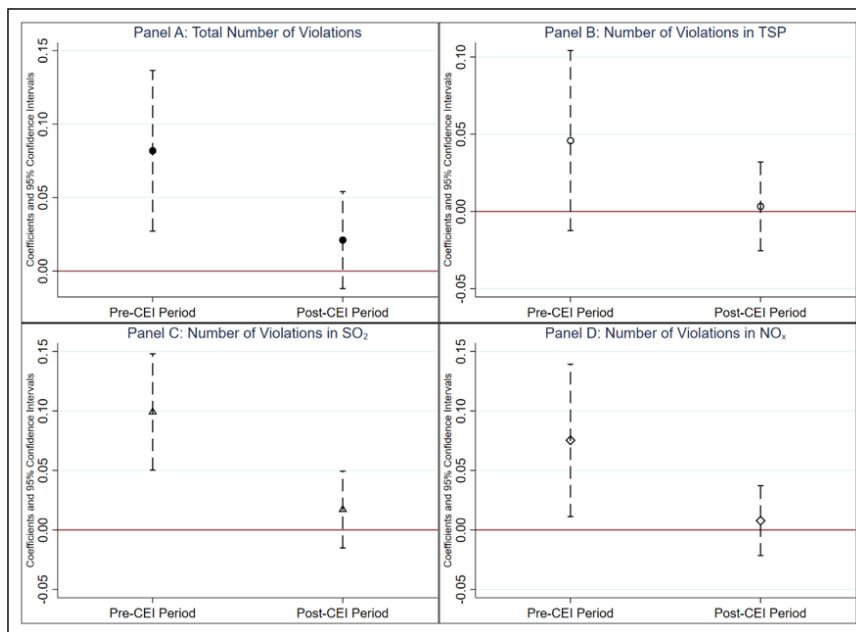 Panel A: Total Number of Violations
Coefficients and 95% Confidence Intervals
0.15
0.10
0.05
0.00
Pre-CEI Period
Post-CEI Period
Panel B: Number of Violations in TSP
Coefficients and 95% Confidence Intervals
0.10
0.05
0.00
-0.05
Pre-CEI Period
Post-CEI Period
Panel C: Number of Violations in SO₂
Coefficients and 95% Confidence Intervals
0.15
0.10
0.05
0.00
-0.05
Pre-CEI Period
Post-CEI Period
Panel D: Number of Violations in NOₓ
Coefficients and 95% Confidence Intervals
0.15
0.10
0.05
0.00
-0.05
Pre-CEI Period
Post-CEI Period